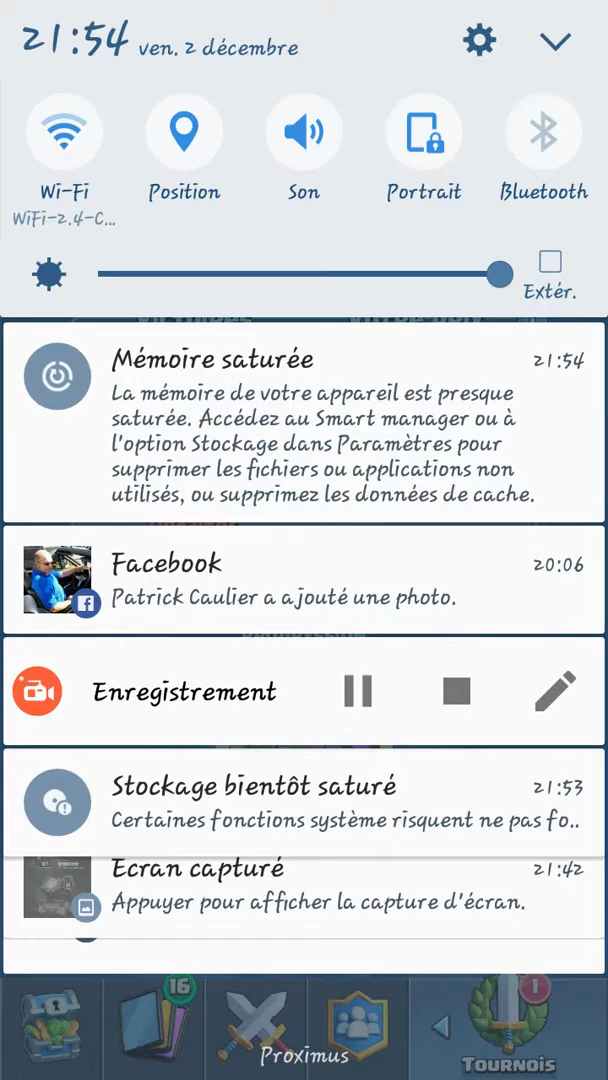 21:54 ven. 2 décembre
Wi-Fi
Position
Son
Portrait
Bluetooth
WiFi-2.4-C...
Extér.
Mémoire saturée 21:54
La mémoire de votre appareil est presque
saturée. Accédez au Smart manager ou à
l'option Stockage dans Paramètres pour
supprimer les fichiers ou applications non
utilisés, ou supprimez les données de cache.
Facebook 20:06
Patrick Caulier a ajouté une photo.
Enregistrement
Stockage bientôt saturé 21:53
Certaines fonctions système risquent ne pas fo..
Ecran capturé 21:42
Appuyer pour afficher la capture d'écran.
16
1
Proximus
Tournois